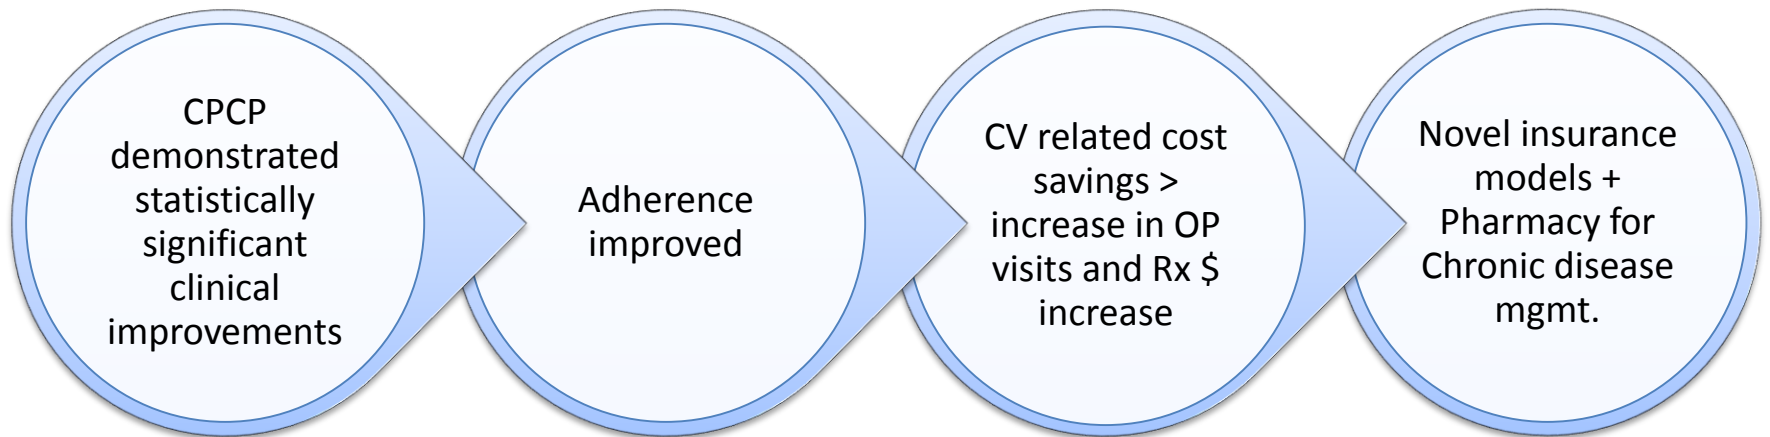 CPCP
demonstrated
statistically
significant
clinical
improvements
Adherence
improved
CV related cost
savings >
increase in OP
visits and Rx $
increase
Novel insurance
models +
Pharmacy for
Chronic disease
mgmt.